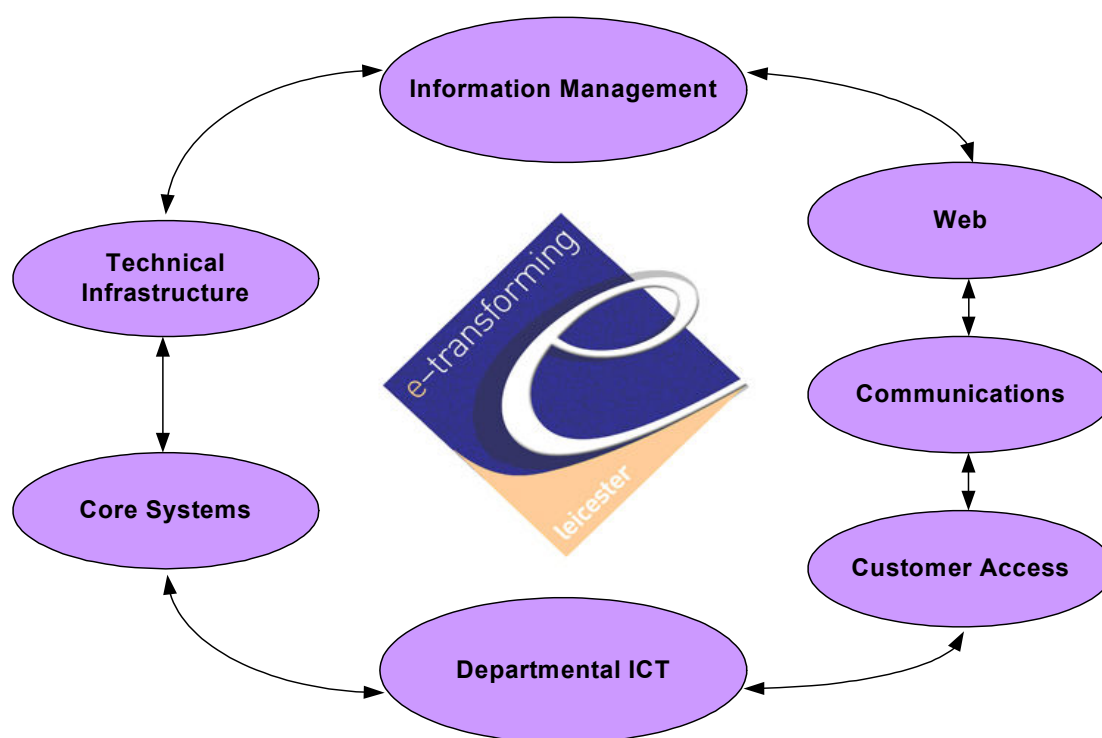 Information Management
Web
Technical
Infrastructure
e-transforming
leicester
Communications
Core Systems
Customer Access
Departmental ICT